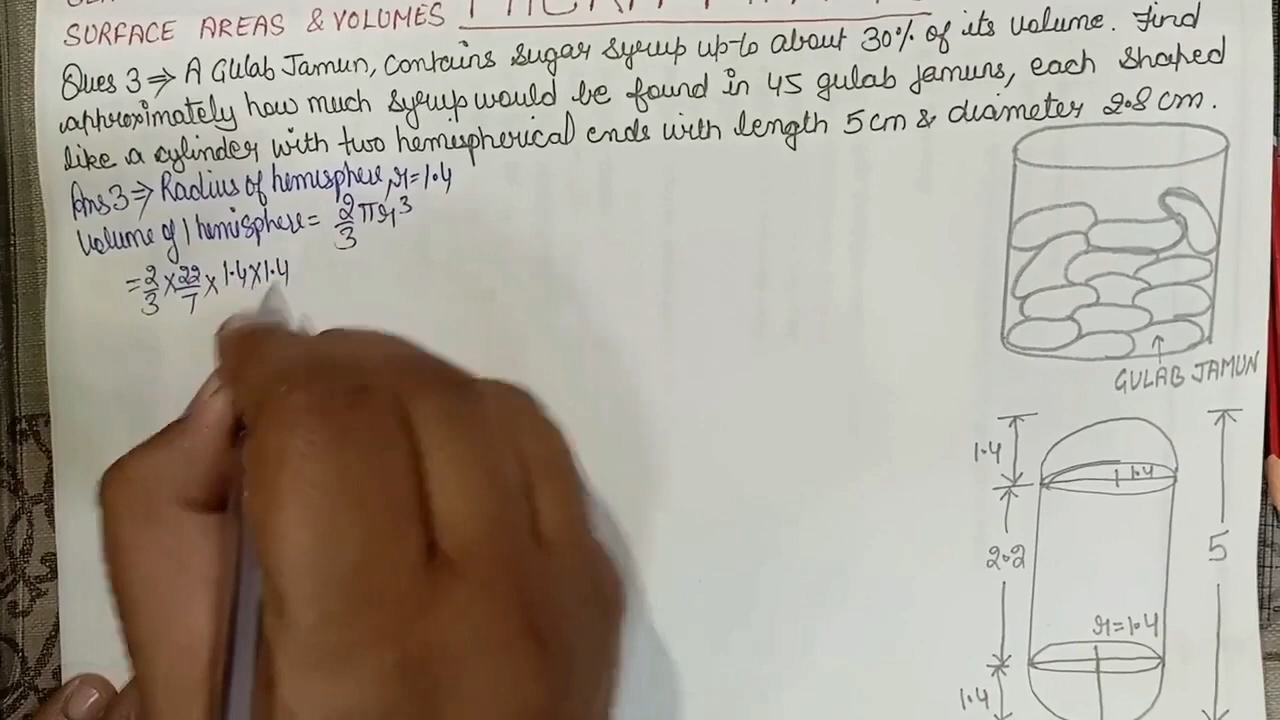 SURFACE AREAS & VOLUMES
Ques 3 ⇒ A Gulab Jamun, contains sugar syrup up-to about 30% of its volume. Find
approximately how much syrup would be found in 45 gulab jamuns, each shaped
like a cylinder with two hemispherical ends with length 5cm & diameter 2.8 cm.
Ans 3 ⇒ Radius of hemisphere, r=1.4
Volume of 1 hemisphere = 2/3 πr³
= 2/3 × 22/7 × 1.4 × 1.4
GULAB JAMUN
1.4
1.4
2.2
5
r=1.4
1.4